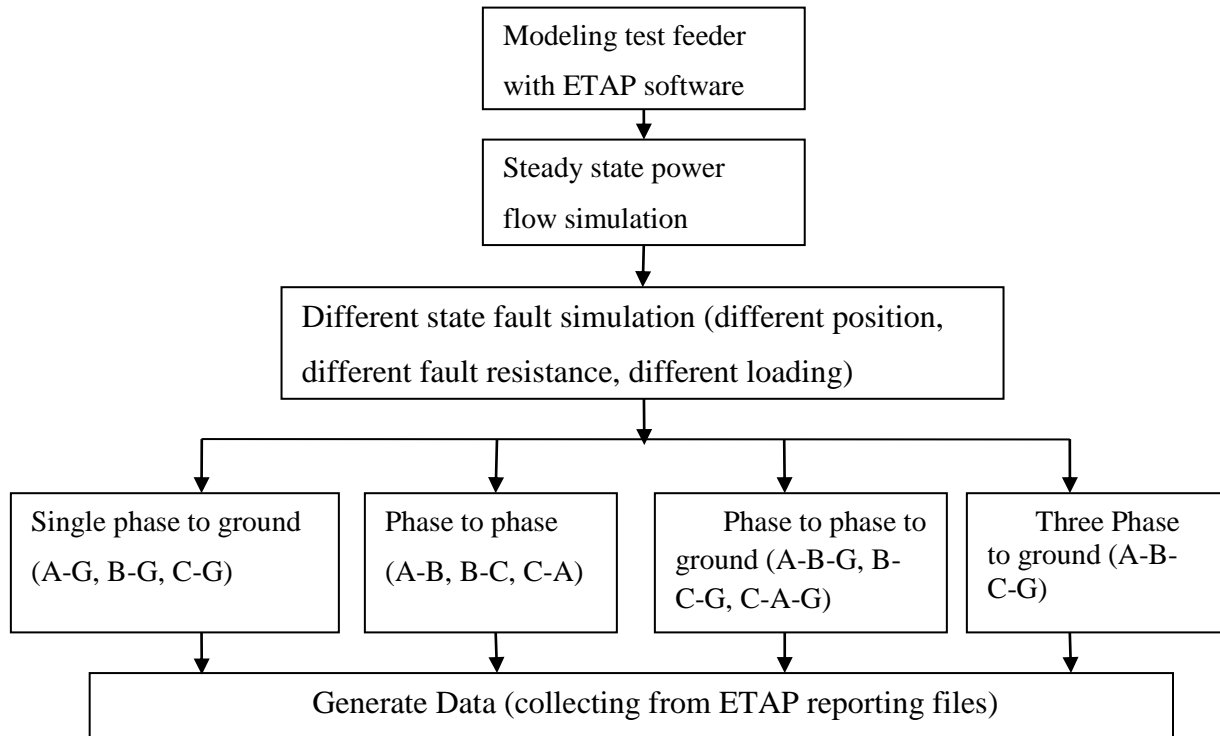 Modeling test feeder
with ETAP software
Steady state power
flow simulation
Different state fault simulation (different position,
different fault resistance, different loading)
Single phase to ground
(A-G, B-G, C-G)
Phase to phase
(A-B, B-C, C-A)
Phase to phase to
ground (A-B-G, B-
C-G, C-A-G)
Three Phase
to ground (A-B-
C-G)
Generate Data (collecting from ETAP reporting files)